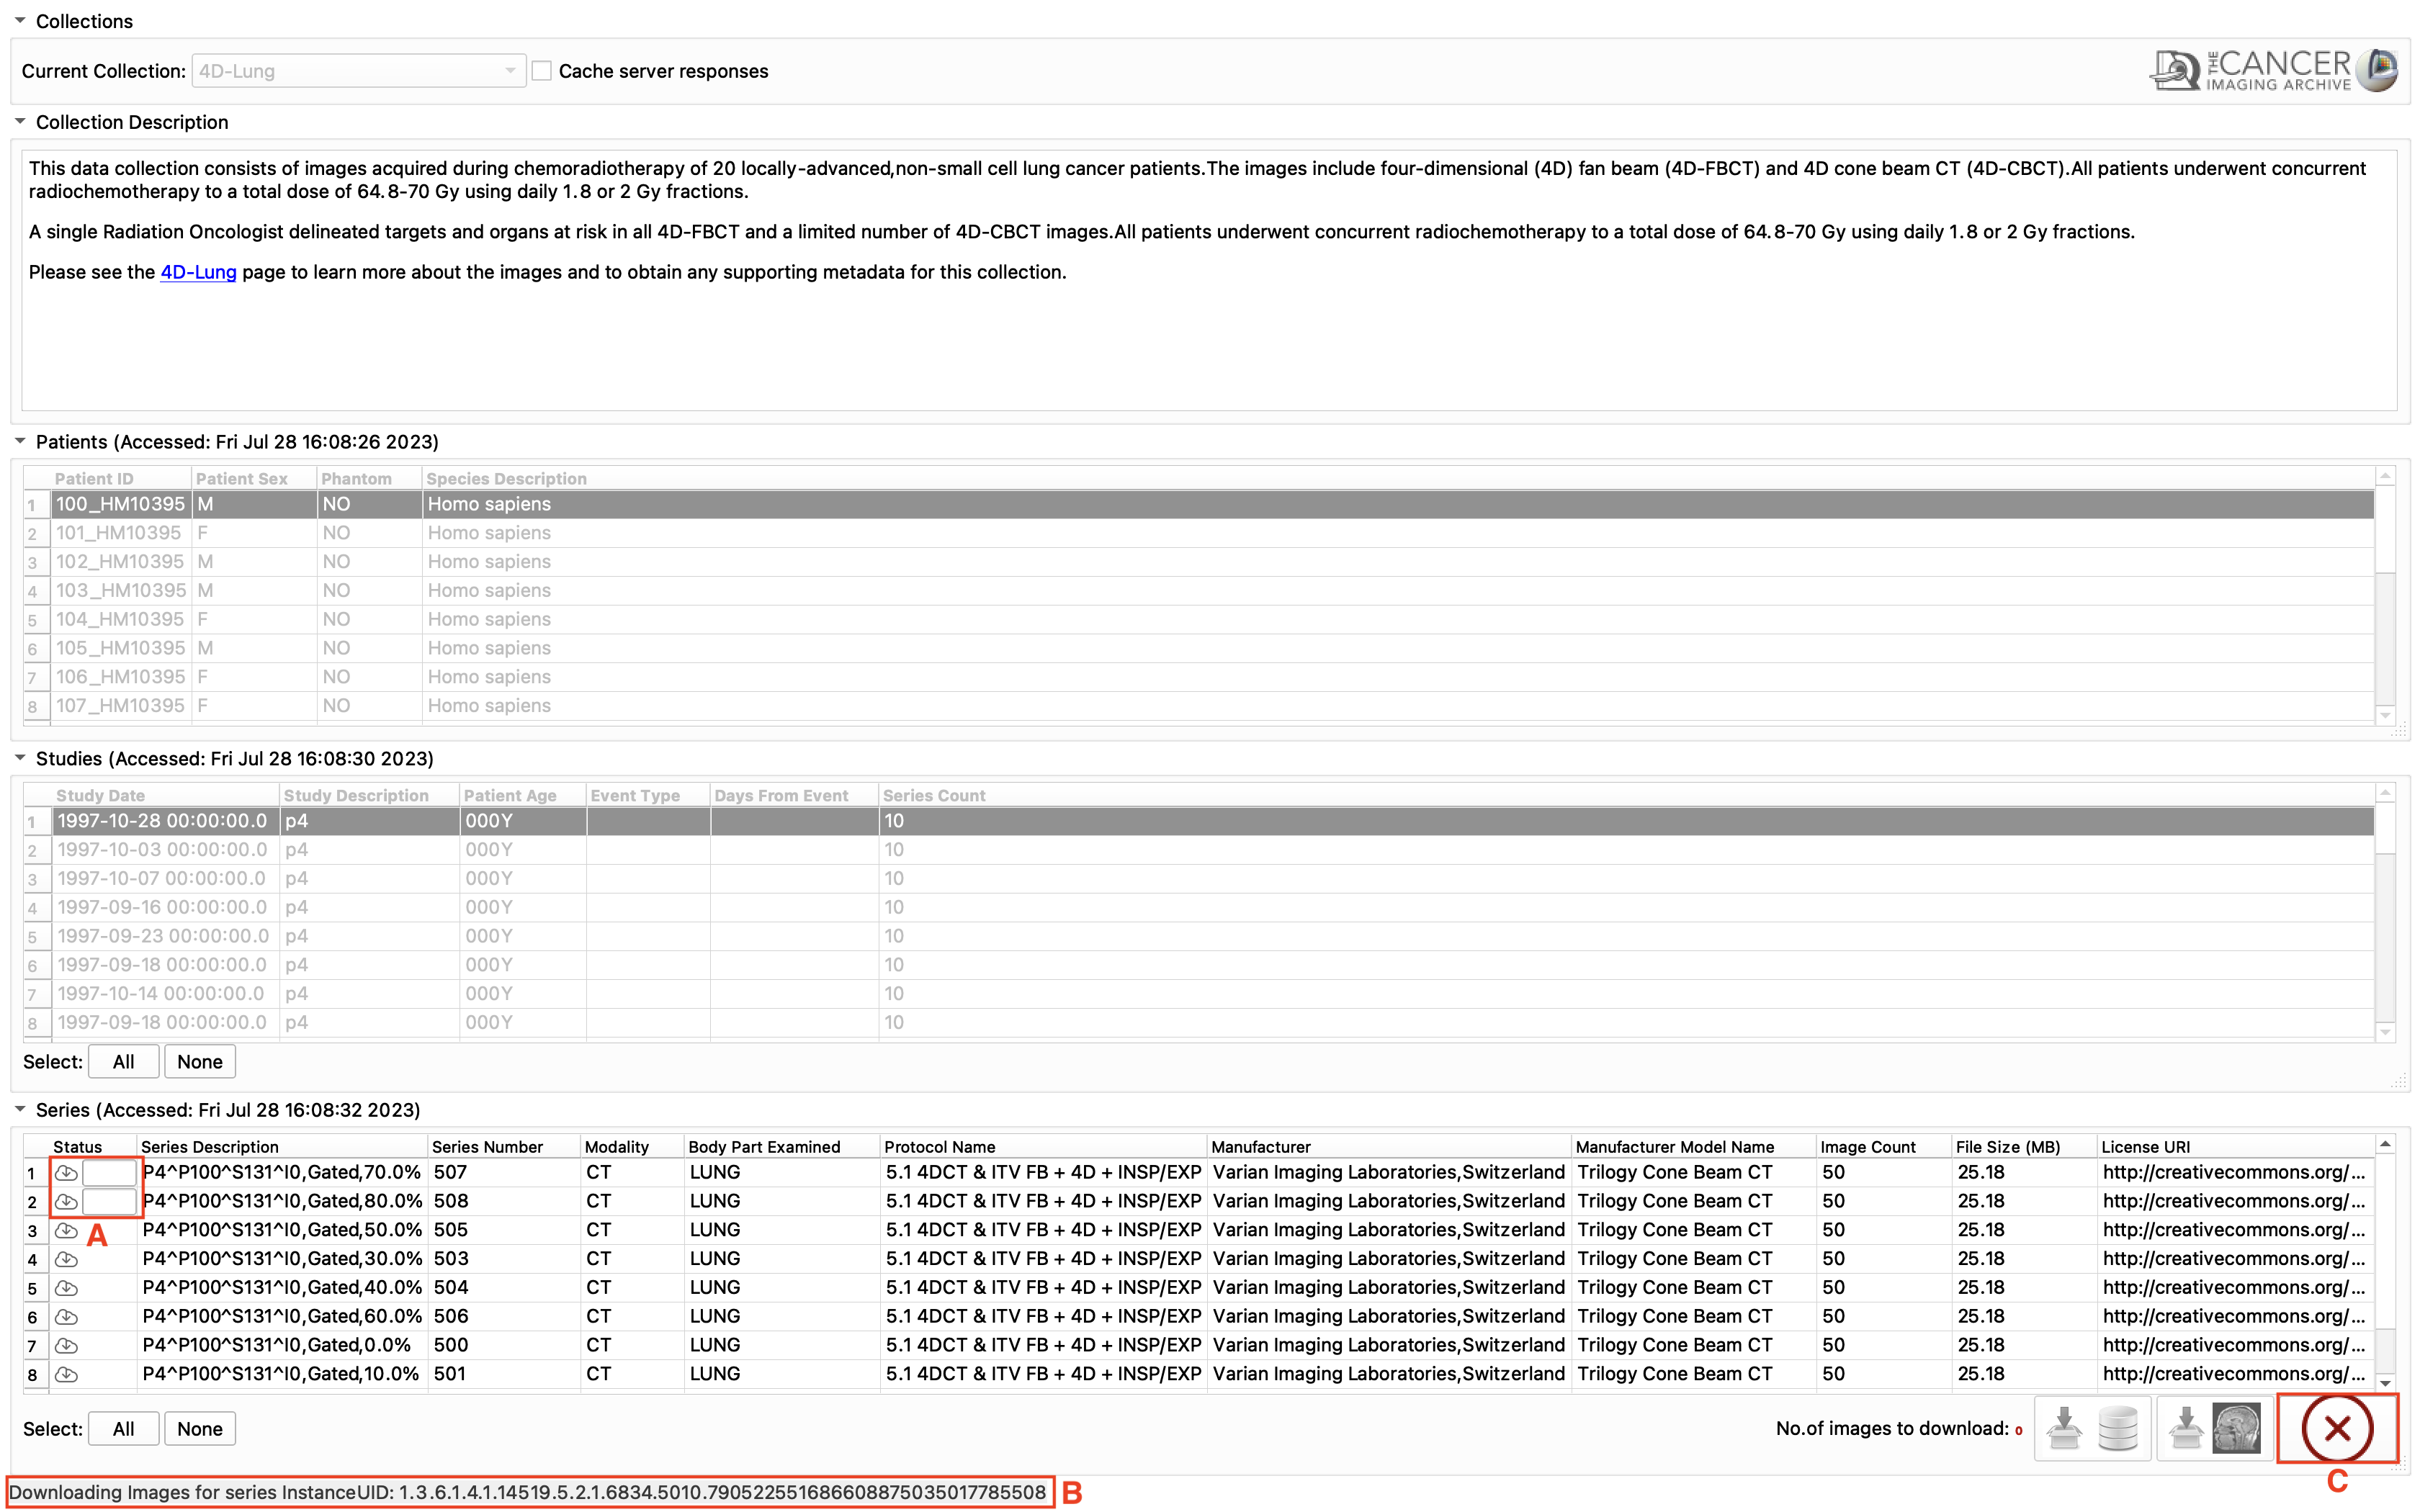 Collections
Current Collection: 4D-Lung Cache server responses THE CANCER IMAGING ARCHIVE
Collection Description
This data collection consists of images acquired during chemoradiotherapy of 20 locally-advanced,non-small cell lung cancer patients.The images include four-dimensional (4D) fan beam (4D-FBCT) and 4D cone beam CT (4D-CBCT).All patients underwent concurrent
radiochemotherapy to a total dose of 64.8-70 Gy using daily 1.8 or 2 Gy fractions.
A single Radiation Oncologist delineated targets and organs at risk in all 4D-FBCT and a limited number of 4D-CBCT images.All patients underwent concurrent radiochemotherapy to a total dose of 64.8-70 Gy using daily 1.8 or 2 Gy fractions.
Please see the 4D-Lung page to learn more about the images and to obtain any supporting metadata for this collection.
Patients (Accessed: Fri Jul 28 16:08:26 2023)
Patient ID Patient Sex Phantom Species Description
1 100_HM10395 M NO Homo sapiens
2 101_HM10395 F NO Homo sapiens
3 102_HM10395 M NO Homo sapiens
4 103_HM10395 M NO Homo sapiens
5 104_HM10395 F NO Homo sapiens
6 105_HM10395 M NO Homo sapiens
7 106_HM10395 F NO Homo sapiens
8 107_HM10395 F NO Homo sapiens
Studies (Accessed: Fri Jul 28 16:08:30 2023)
Study Date Study Description Patient Age Event Type Days From Event Series Count
1 1997-10-28 00:00:00.0 p4 000Y 10
2 1997-10-03 00:00:00.0 p4 000Y 10
3 1997-10-07 00:00:00.0 p4 000Y 10
4 1997-09-16 00:00:00.0 p4 000Y 10
5 1997-09-23 00:00:00.0 p4 000Y 10
6 1997-09-18 00:00:00.0 p4 000Y 10
7 1997-10-14 00:00:00.0 p4 000Y 10
8 1997-09-18 00:00:00.0 p4 000Y 10
Select: All None
Series (Accessed: Fri Jul 28 16:08:32 2023)
Status Series Description Series Number Modality Body Part Examined Protocol Name Manufacturer Manufacturer Model Name Image Count File Size (MB) License URI
1 P4^P100^S131^I0,Gated,70.0% 507 CT LUNG 5.1 4DCT & ITV FB + 4D + INSP/EXP Varian Imaging Laboratories,Switzerland Trilogy Cone Beam CT 50 25.18 http://creativecommons.org/...
2 P4^P100^S131^I0,Gated,80.0% 508 CT LUNG 5.1 4DCT & ITV FB + 4D + INSP/EXP Varian Imaging Laboratories,Switzerland Trilogy Cone Beam CT 50 25.18 http://creativecommons.org/...
3 A P4^P100^S131^I0,Gated,50.0% 505 CT LUNG 5.1 4DCT & ITV FB + 4D + INSP/EXP Varian Imaging Laboratories,Switzerland Trilogy Cone Beam CT 50 25.18 http://creativecommons.org/...
4 P4^P100^S131^I0,Gated,30.0% 503 CT LUNG 5.1 4DCT & ITV FB + 4D + INSP/EXP Varian Imaging Laboratories,Switzerland Trilogy Cone Beam CT 50 25.18 http://creativecommons.org/...
5 P4^P100^S131^I0,Gated,40.0% 504 CT LUNG 5.1 4DCT & ITV FB + 4D + INSP/EXP Varian Imaging Laboratories,Switzerland Trilogy Cone Beam CT 50 25.18 http://creativecommons.org/...
6 P4^P100^S131^I0,Gated,60.0% 506 CT LUNG 5.1 4DCT & ITV FB + 4D + INSP/EXP Varian Imaging Laboratories,Switzerland Trilogy Cone Beam CT 50 25.18 http://creativecommons.org/...
7 P4^P100^S131^I0,Gated,0.0% 500 CT LUNG 5.1 4DCT & ITV FB + 4D + INSP/EXP Varian Imaging Laboratories,Switzerland Trilogy Cone Beam CT 50 25.18 http://creativecommons.org/...
8 P4^P100^S131^I0,Gated,10.0% 501 CT LUNG 5.1 4DCT & ITV FB + 4D + INSP/EXP Varian Imaging Laboratories,Switzerland Trilogy Cone Beam CT 50 25.18 http://creativecommons.org/...
Select: All None No.of images to download: 0
C
Downloading Images for series InstanceUID: 1.3.6.1.4.1.14519.5.2.1.6834.5010.790522551686608875035017785508 B